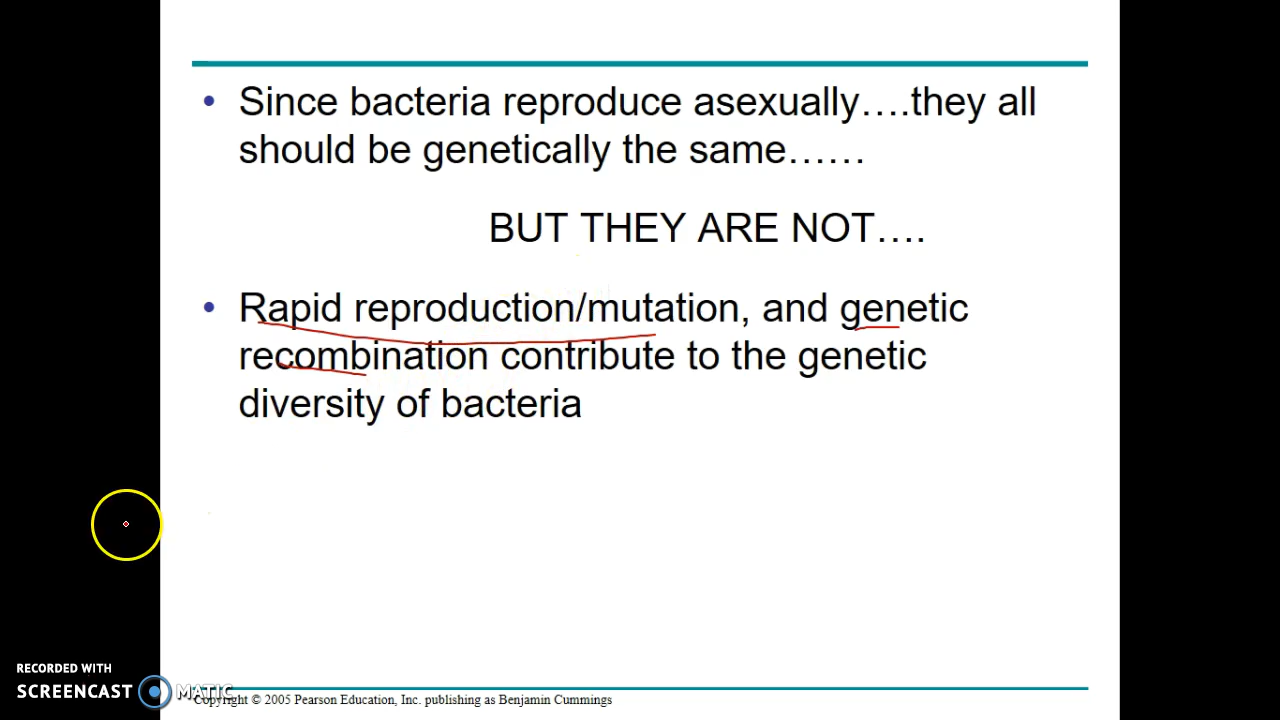 • Since bacteria reproduce asexually….they all
should be genetically the same……
BUT THEY ARE NOT….
• Rapid reproduction/mutation, and genetic
recombination contribute to the genetic
diversity of bacteria
RECORDED WITH
SCREENCAST MATIC
Copyright © 2005 Pearson Education, Inc. publishing as Benjamin Cummings